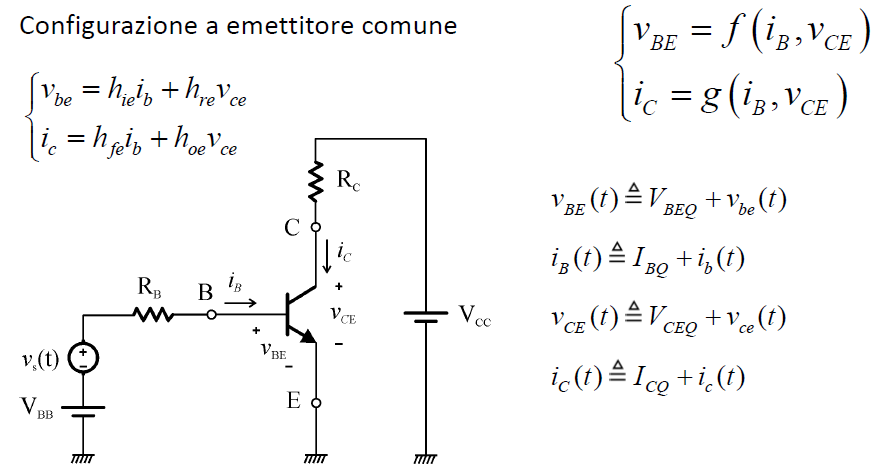 Configurazione a emettitore comune
v_BE = f(i_B, v_CE)
i_C = g(i_B, v_CE)
v_be = h_ie i_b + h_re v_ce
i_c = h_fe i_b + h_oe v_ce
R_C
C
i_C
R_B
B
i_B
+
v_CE
−
+
v_BE
−
V_CC
v_s(t)
+
−
V_BB
E
v_BE(t) ≜ V_BEQ + v_be(t)
i_B(t) ≜ I_BQ + i_b(t)
v_CE(t) ≜ V_CEQ + v_ce(t)
i_C(t) ≜ I_CQ + i_c(t)